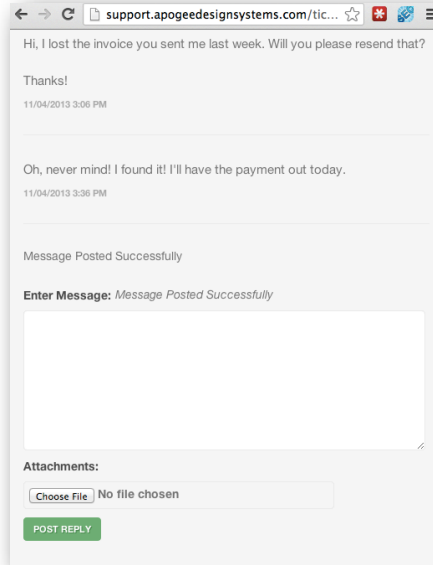 support.apogeedesignsystems.com/tic...
Hi, I lost the invoice you sent me last week. Will you please resend that?
Thanks!
11/04/2013 3:06 PM
Oh, never mind! I found it! I'll have the payment out today.
11/04/2013 3:36 PM
Message Posted Successfully
Enter Message: Message Posted Successfully
Attachments:
Choose File No file chosen
POST REPLY